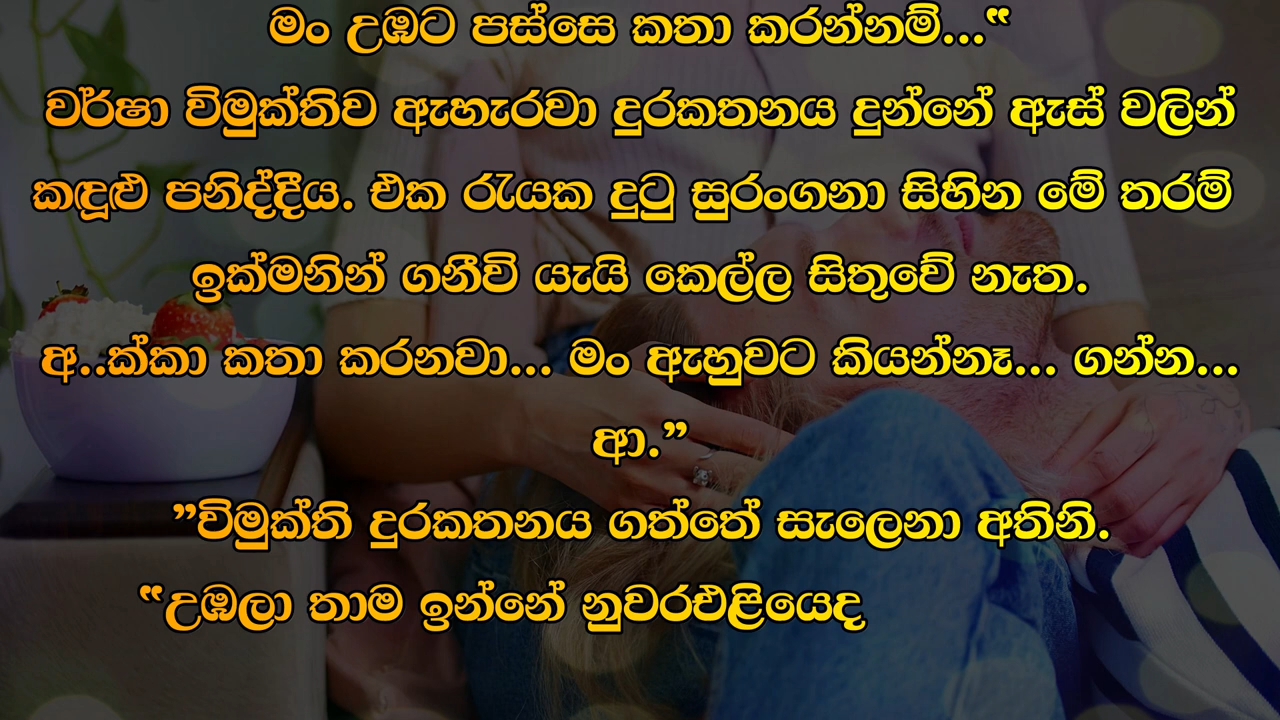 මං උඹට පස්සෙ කතා කරන්නම්...“
වර්ෂා විමුක්තිව ඇහැරවා දුරකතනය දුන්නේ ඇස් වලින්
කඳූළු පනිද්දීය. එක රැයක දුටු සුරංගනා සිහින මේ තරම්
ඉක්මනින් ගනීවි යැයි කෙල්ල සිතුවේ නැත.
අ..ක්කා කතා කරනවා... මං ඇහුවට කියන්නෑ... ගන්න...
ආ.”
”විමුක්ති දුරකතනය ගත්තේ සැලෙනා අතිනි.
“උඹලා තාම ඉන්නේ නුවරඑළියෙද